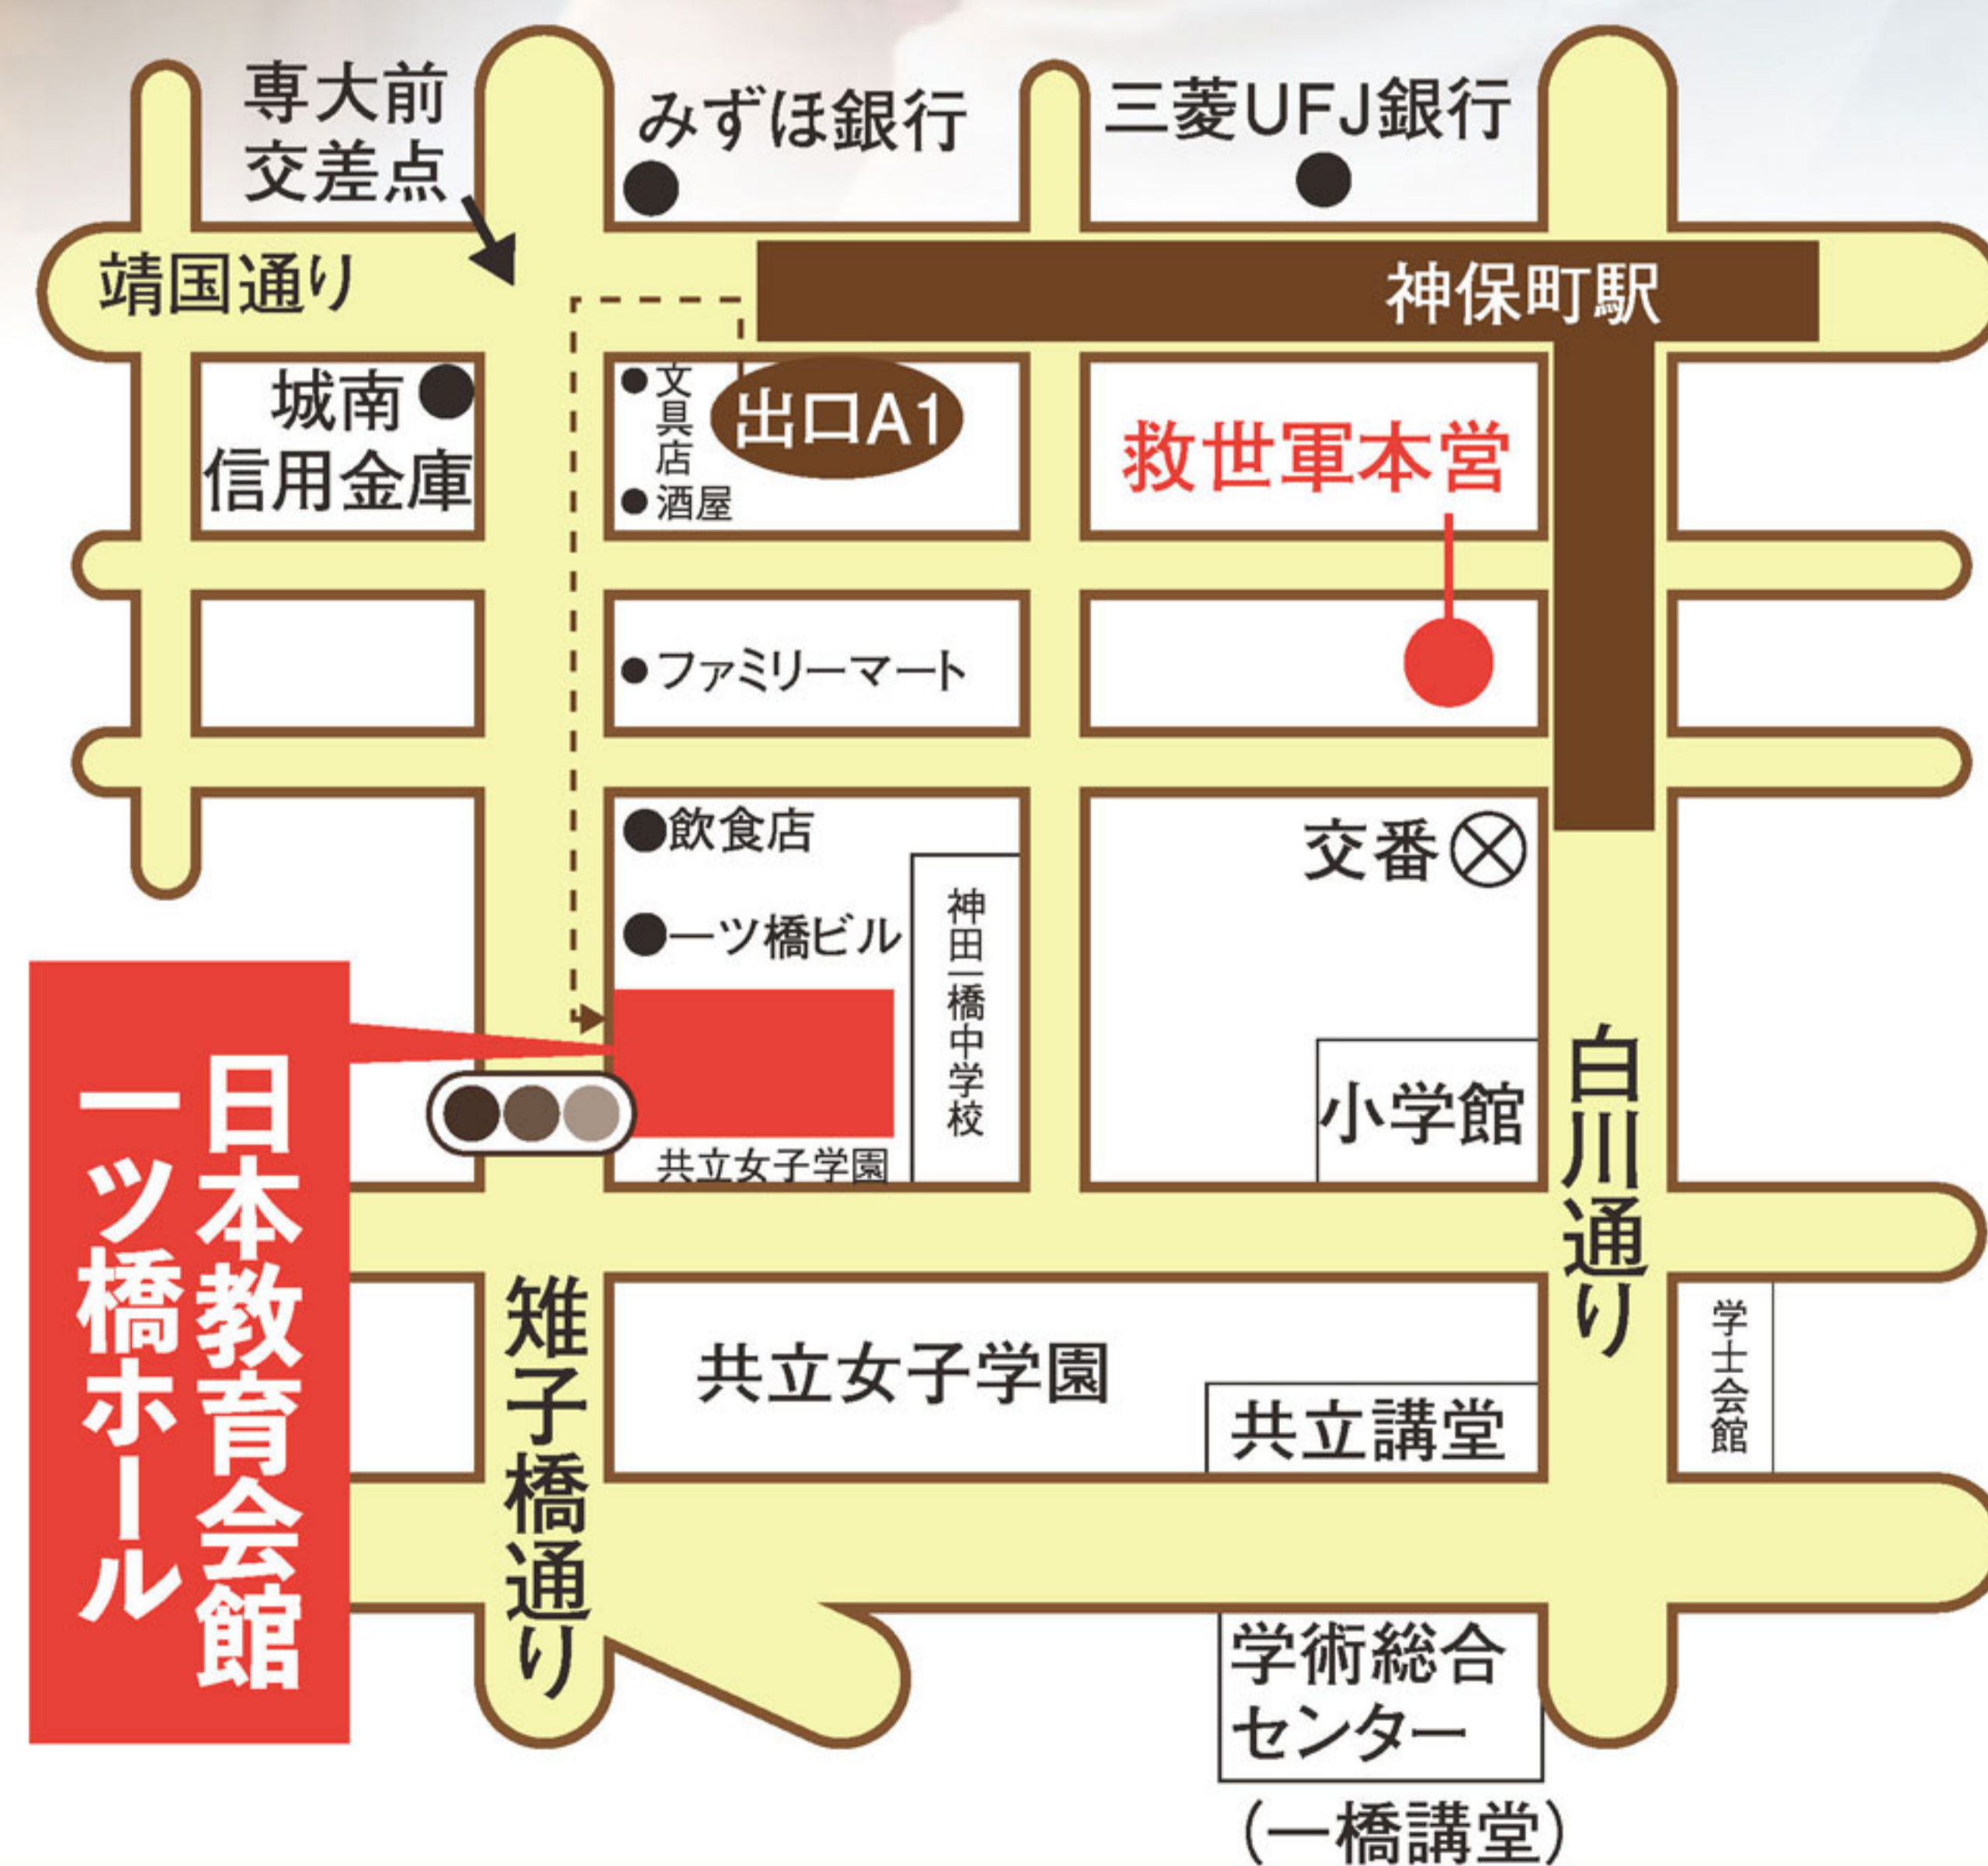 専大前
交差点
みずほ銀行
三菱UFJ銀行
靖国通り
神保町駅
城南
信用金庫
文具店
出口A1
酒屋
救世軍本営
ファミリーマート
飲食店
交番
一ツ橋ビル
神田一橋中学校
日本教育会館
一ツ橋ホール
共立女子学園
小学館
白川通り
雉子橋通り
共立女子学園
共立講堂
学士会館
学術総合
センター
(一橋講堂)